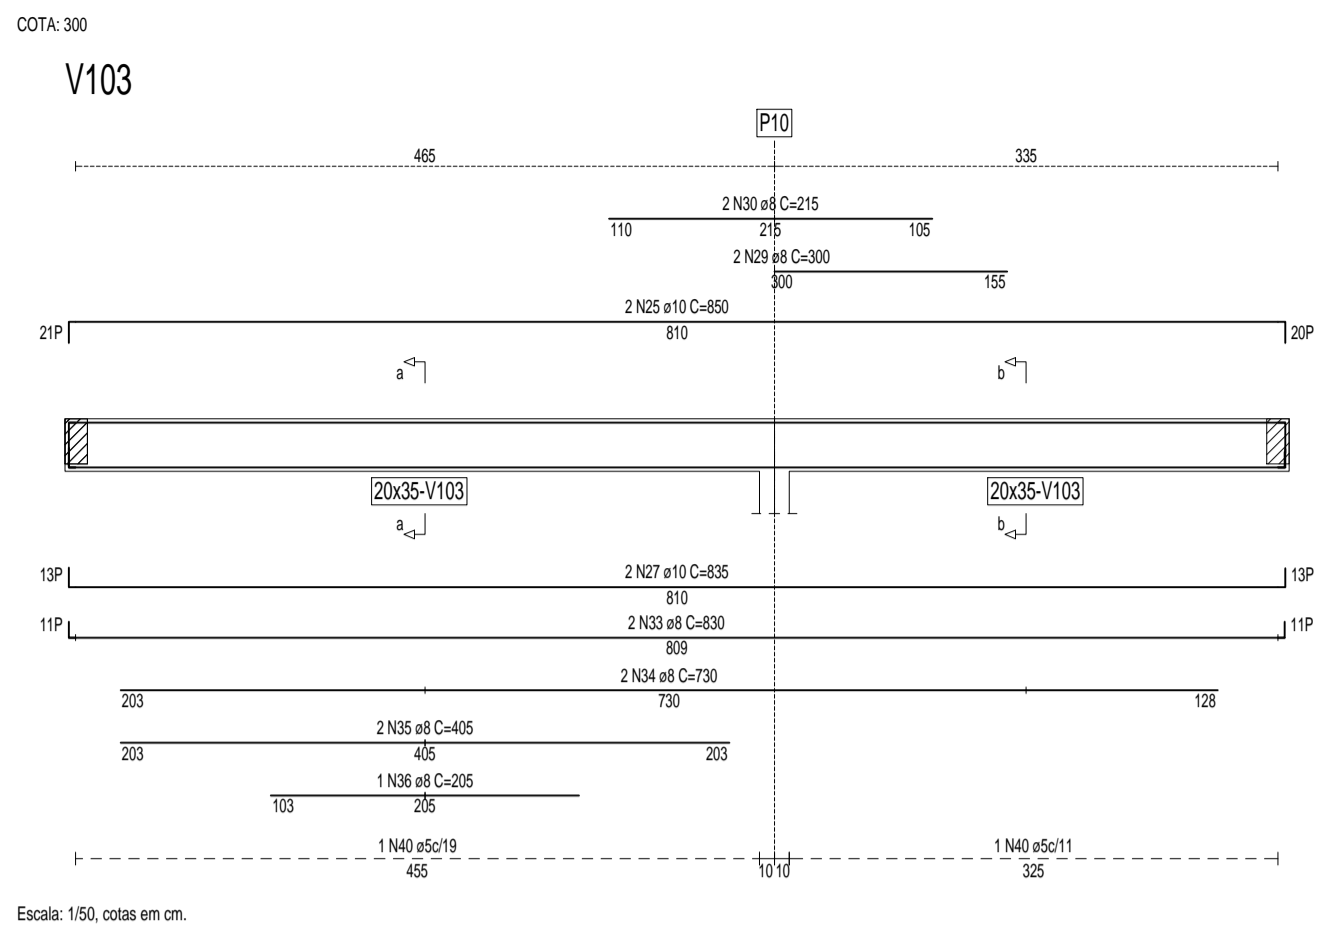 COTA: 300
V103
P10
465 335
2 N30 ø8 C=215
110 215 105
2 N29 ø8 C=300
300 155
2 N25 ø10 C=850
21P 810 20P
a b
20x35-V103 20x35-V103
a b
2 N27 ø10 C=835
13P 810 13P
2 N33 ø8 C=830
11P 809 11P
2 N34 ø8 C=730
203 730 128
2 N35 ø8 C=405
203 405 203
1 N36 ø8 C=205
103 205
1 N40 ø5c/19 1 N40 ø5c/11
455 10 10 325
Escala: 1/50, cotas em cm.